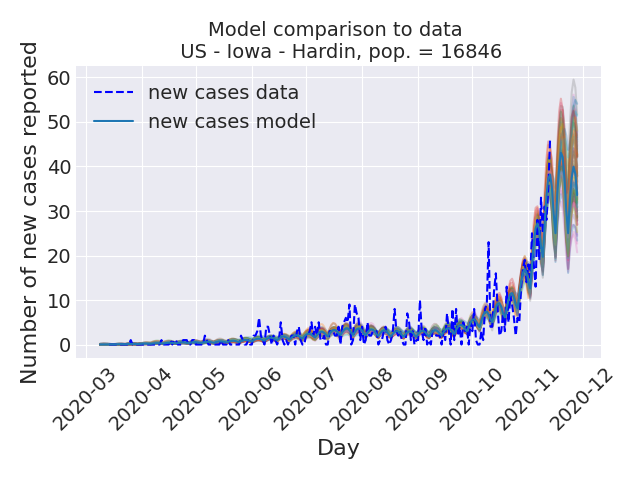 Model comparison to data
US - Iowa - Hardin, pop. = 16846
Number of new cases reported
60
50
40
30
20
10
0
new cases data
new cases model
2020-03
2020-04
2020-05
2020-06
2020-07
2020-08
2020-09
2020-10
2020-11
2020-12
Day